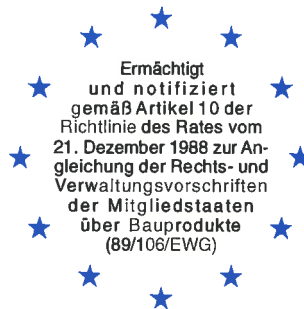 Ermächtigt
und notifiziert
gemäß Artikel 10 der
Richtlinie des Rates vom
21. Dezember 1988 zur An-
gleichung der Rechts- und
Verwaltungsvorschriften
der Mitgliedstaaten
über Bauprodukte
(89/106/EWG)